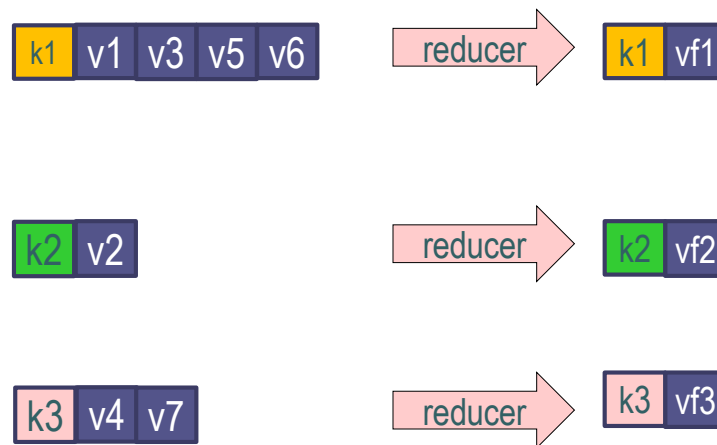 k1 v1 v3 v5 v6 reducer k1 vf1
k2 v2 reducer k2 vf2
k3 v4 v7 reducer k3 vf3